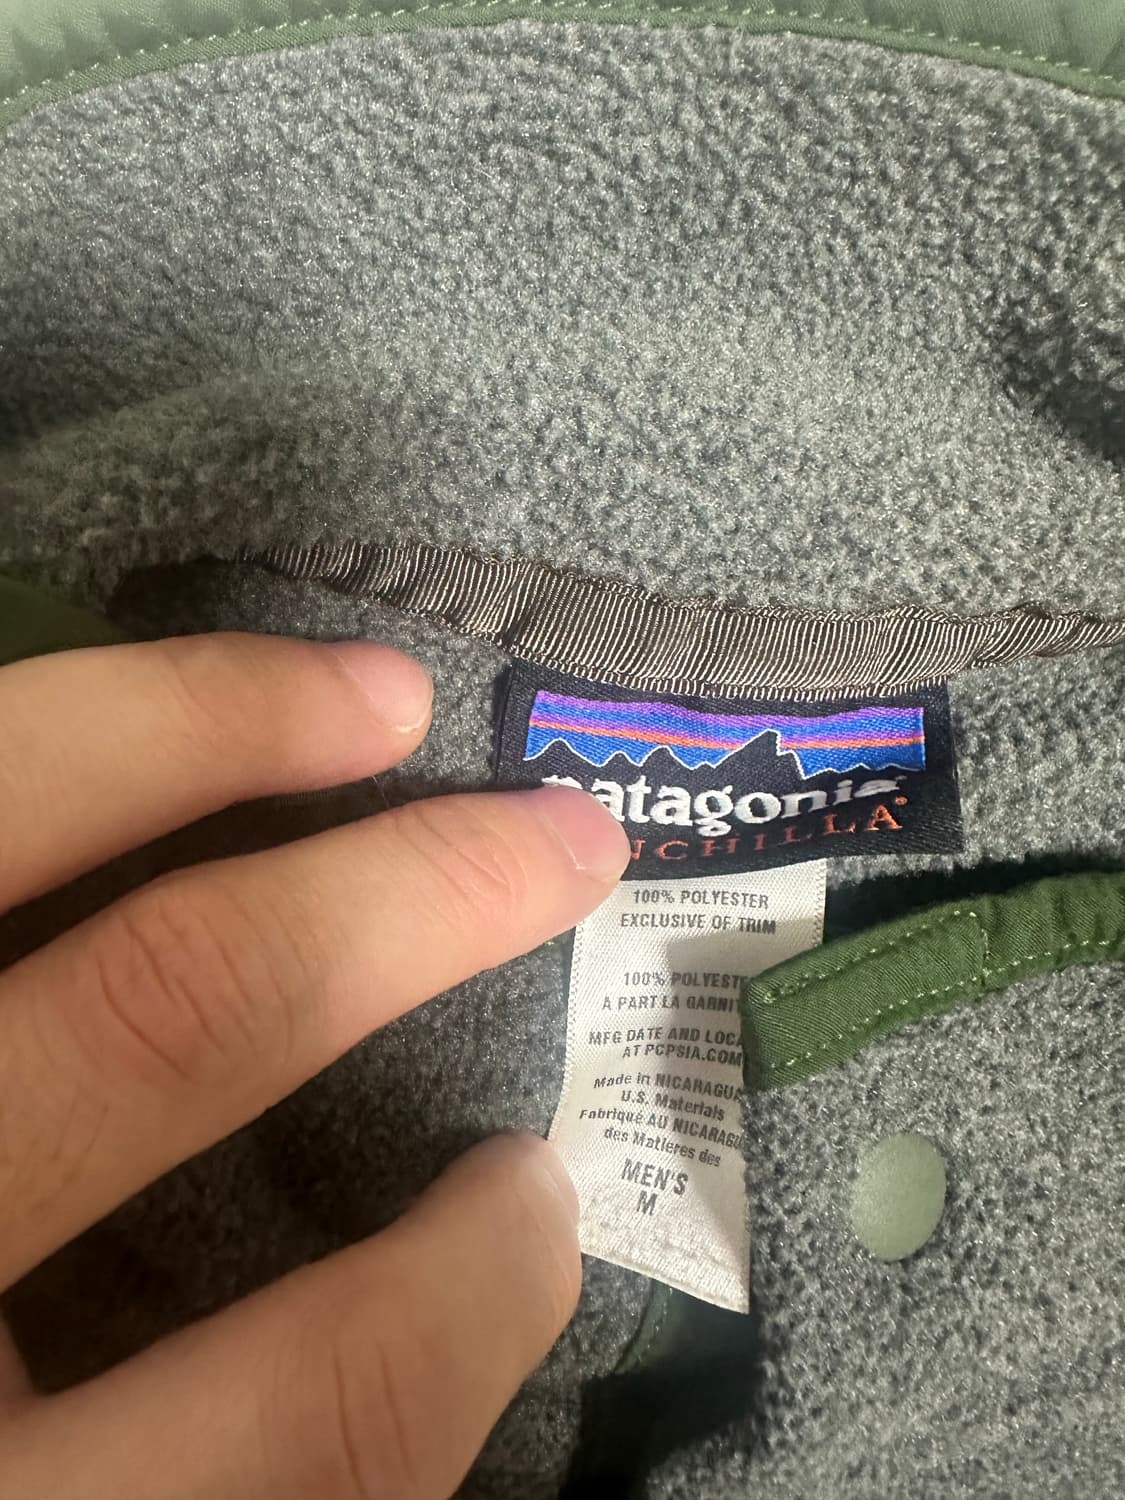 patagonia
NCHILLA®
100% POLYESTER
EXCLUSIVE OF TRIM
100% POLYESTE
A PART LA GARNI
MFG DATE AND LOCA
AT PCPSIA.COM
Made in NICARAGUA
U.S. Materials
Fabriqué AU NICARAGU
des Matieres des
MEN'S
M